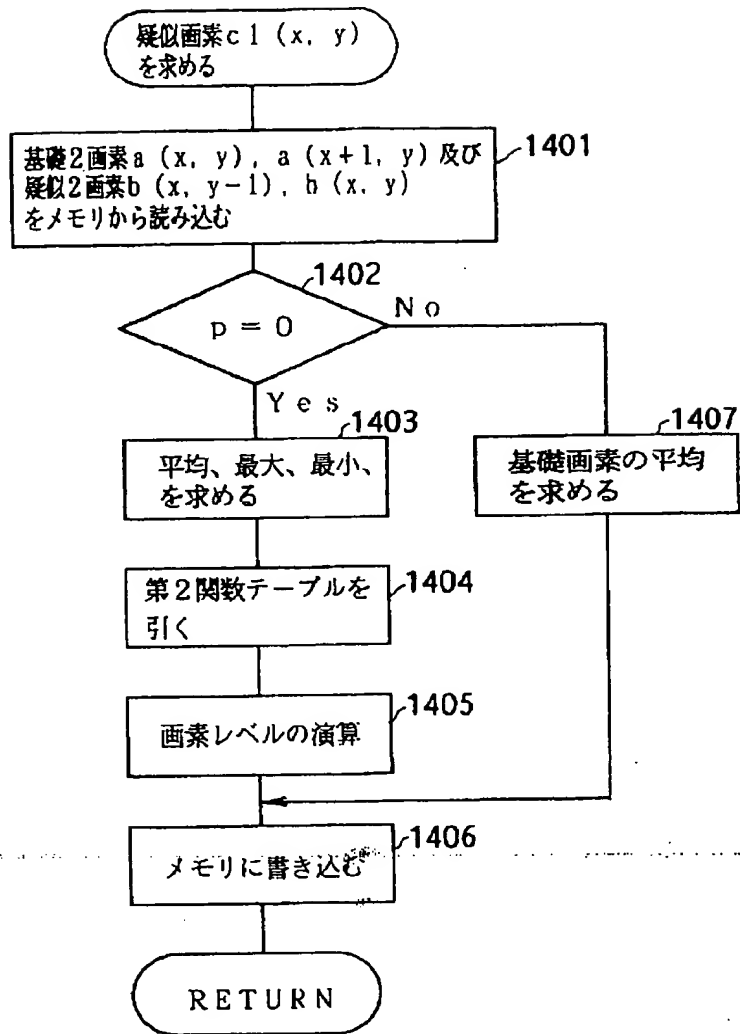 疑似画素c1(x, y)
を求める
1401
基礎2画素a(x, y), a(x+1, y)及び
疑似2画素b(x, y-1), h(x, y)
をメモリから読み込む
1402
p = 0
No
Yes
1403
平均、最大、最小、
を求める
1407
基礎画素の平均
を求める
1404
第2関数テーブルを
引く
1405
画素レベルの演算
1406
メモリに書き込む
RETURN